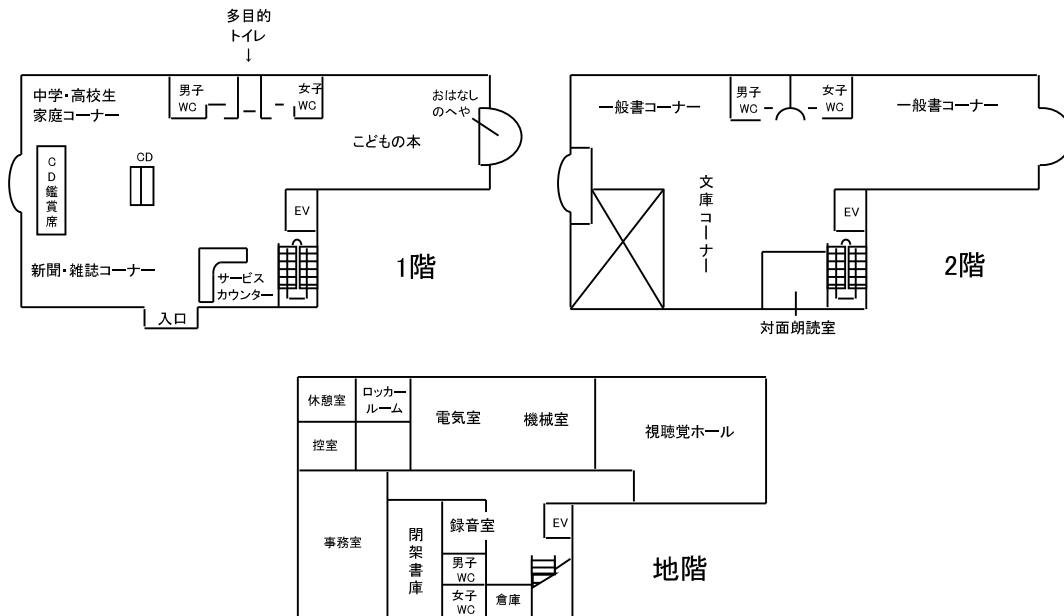 多目的
トイレ
↓
中学・高校生
家庭コーナー
男子
WC
女子
WC
おはなし
のへや
こどもの本
CD鑑賞席
CD
EV
新聞・雑誌コーナー
サービス
カウンター
入口
1階
一般書コーナー
男子
WC
女子
WC
一般書コーナー
文庫コーナー
EV
対面朗読室
2階
休憩室
ロッカー
ルーム
控室
電気室
機械室
視聴覚ホール
事務室
閉架書庫
録音室
男子
WC
女子
WC
倉庫
EV
地階